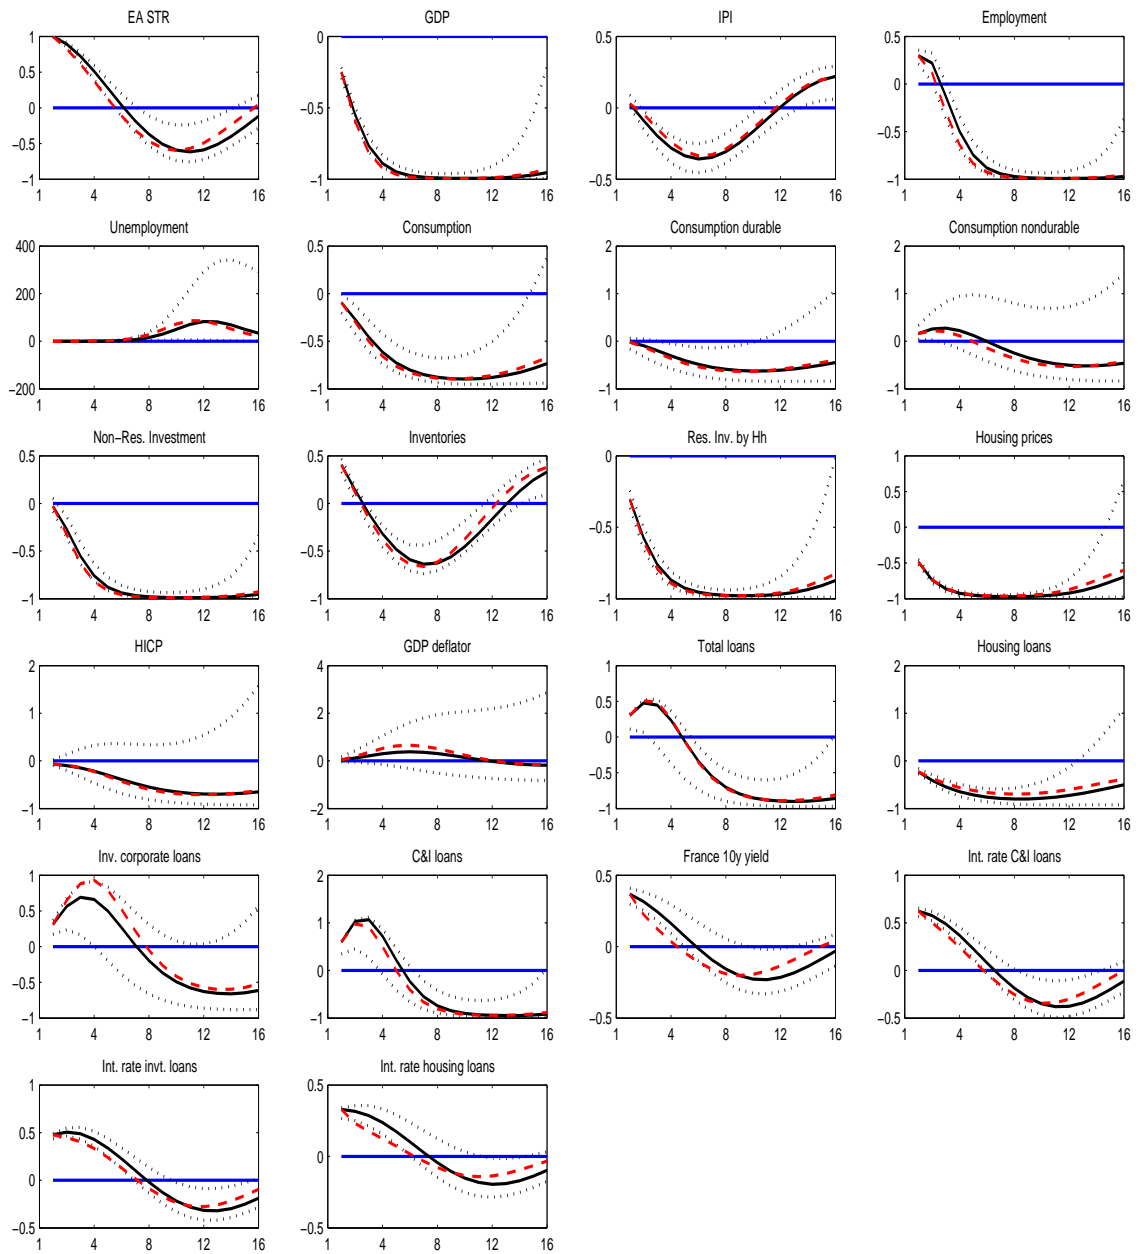 EA STR
1
0.5
0
−0.5
−1
1 4 8 12 16
GDP
0
−0.5
−1
1 4 8 12 16
IPI
0.5
0
−0.5
1 4 8 12 16
Employment
0.5
0
−0.5
−1
1 4 8 12 16
Unemployment
400
200
0
−200
1 4 8 12 16
Consumption
0.5
0
−0.5
−1
1 4 8 12 16
Consumption durable
2
1
0
−1
1 4 8 12 16
Consumption nondurable
2
1
0
−1
1 4 8 12 16
Non−Res. Investment
0.5
0
−0.5
−1
1 4 8 12 16
Inventories
0.5
0
−0.5
−1
1 4 8 12 16
Res. Inv. by Hh
0
−0.5
−1
1 4 8 12 16
Housing prices
1
0.5
0
−0.5
−1
1 4 8 12 16
HICP
2
1
0
−1
1 4 8 12 16
GDP deflator
4
2
0
−2
1 4 8 12 16
Total loans
1
0.5
0
−0.5
−1
1 4 8 12 16
Housing loans
2
1
0
−1
1 4 8 12 16
Inv. corporate loans
1
0.5
0
−0.5
−1
1 4 8 12 16
C&I loans
2
1
0
−1
1 4 8 12 16
France 10y yield
0.5
0
−0.5
1 4 8 12 16
Int. rate C&I loans
1
0.5
0
−0.5
1 4 8 12 16
Int. rate invt. loans
1
0.5
0
−0.5
1 4 8 12 16
Int. rate housing loans
0.5
0
−0.5
1 4 8 12 16